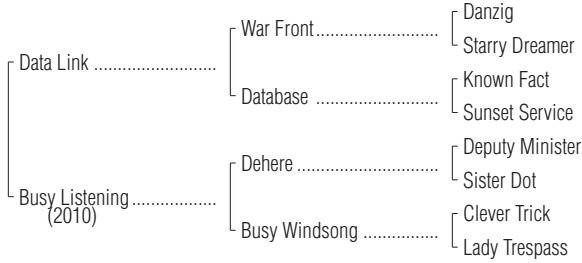 Danzig
War Front
Starry Dreamer
Data Link
Known Fact
Database
Sunset Service
Deputy Minister
Dehere
Sister Dot
Busy Listening
(2010)
Clever Trick
Busy Windsong
Lady Trespass